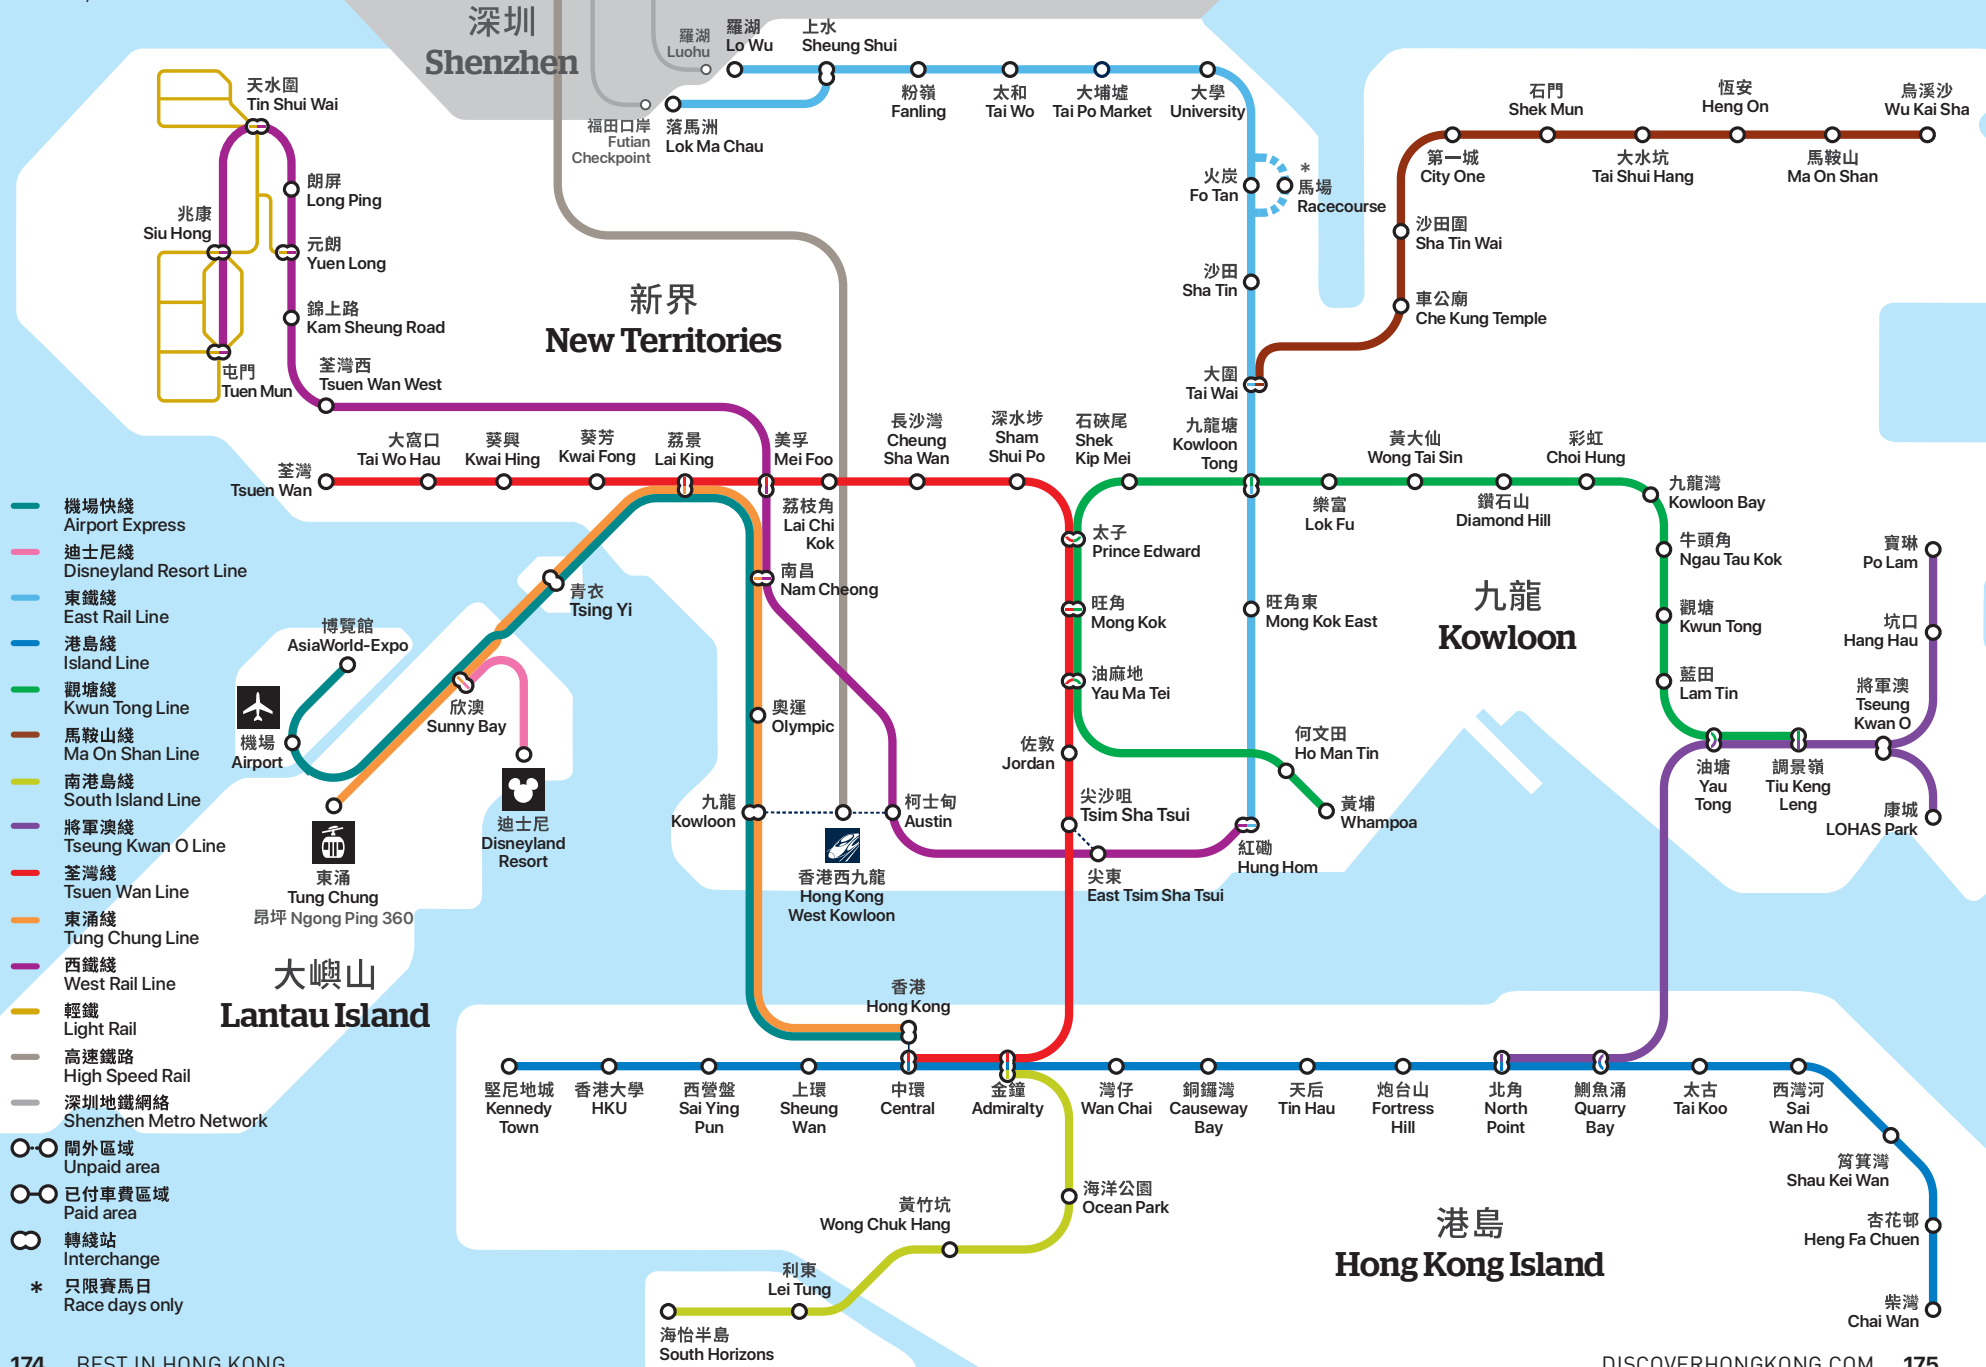 深圳
Shenzhen
羅湖
Luohu
羅湖
Lo Wu
上水
Sheung Shui
福田口岸
Futian
Checkpoint
落馬洲
Lok Ma Chau
粉嶺
Fanling
太和
Tai Wo
大埔墟
Tai Po Market
大學
University
火炭
Fo Tan
*
馬場
Racecourse
沙田
Sha Tin
大圍
Tai Wai
九龍塘
Kowloon
Tong
第一城
City One
石門
Shek Mun
大水坑
Tai Shui Hang
恆安
Heng On
馬鞍山
Ma On Shan
烏溪沙
Wu Kai Sha
沙田圍
Sha Tin Wai
車公廟
Che Kung Temple
天水圍
Tin Shui Wai
朗屏
Long Ping
兆康
Siu Hong
元朗
Yuen Long
錦上路
Kam Sheung Road
屯門
Tuen Mun
荃灣西
Tsuen Wan West
新界
New Territories
荃灣
Tsuen Wan
大窩口
Tai Wo Hau
葵興
Kwai Hing
葵芳
Kwai Fong
荔景
Lai King
美孚
Mei Foo
荔枝角
Lai Chi
Kok
長沙灣
Cheung
Sha Wan
深水埗
Sham
Shui Po
石硤尾
Shek
Kip Mei
樂富
Lok Fu
黃大仙
Wong Tai Sin
鑽石山
Diamond Hill
彩虹
Choi Hung
九龍灣
Kowloon Bay
牛頭角
Ngau Tau Kok
觀塘
Kwun Tong
藍田
Lam Tin
太子
Prince Edward
旺角
Mong Kok
油麻地
Yau Ma Tei
旺角東
Mong Kok East
九龍
Kowloon
寶琳
Po Lam
坑口
Hang Hau
將軍澳
Tseung
Kwan O
油塘
Yau
Tong
調景嶺
Tiu Keng
Leng
康城
LOHAS Park
南昌
Nam Cheong
奧運
Olympic
九龍
Kowloon
柯士甸
Austin
香港西九龍
Hong Kong
West Kowloon
佐敦
Jordan
尖沙咀
Tsim Sha Tsui
尖東
East Tsim Sha Tsui
紅磡
Hung Hom
何文田
Ho Man Tin
黃埔
Whampoa
青衣
Tsing Yi
博覽館
AsiaWorld-Expo
機場
Airport
欣澳
Sunny Bay
迪士尼
Disneyland
Resort
東涌
Tung Chung
昂坪 Ngong Ping 360
大嶼山
Lantau Island
香港
Hong Kong
堅尼地城
Kennedy
Town
香港大學
HKU
西營盤
Sai Ying
Pun
上環
Sheung
Wan
中環
Central
金鐘
Admiralty
灣仔
Wan Chai
銅鑼灣
Causeway
Bay
天后
Tin Hau
炮台山
Fortress
Hill
北角
North
Point
鰂魚涌
Quarry
Bay
太古
Tai Koo
西灣河
Sai
Wan Ho
筲箕灣
Shau Kei Wan
杏花邨
Heng Fa Chuen
柴灣
Chai Wan
海洋公園
Ocean Park
黃竹坑
Wong Chuk Hang
利東
Lei Tung
海怡半島
South Horizons
港島
Hong Kong Island
機場快綫
Airport Express
迪士尼綫
Disneyland Resort Line
東鐵綫
East Rail Line
港島綫
Island Line
觀塘綫
Kwun Tong Line
馬鞍山綫
Ma On Shan Line
南港島綫
South Island Line
將軍澳綫
Tseung Kwan O Line
荃灣綫
Tsuen Wan Line
東涌綫
Tung Chung Line
西鐵綫
West Rail Line
輕鐵
Light Rail
高速鐵路
High Speed Rail
深圳地鐵網絡
Shenzhen Metro Network
閘外區域
Unpaid area
已付車費區域
Paid area
轉綫站
Interchange
* 只限賽馬日
Race days only
174 BEST IN HONG KONG
DISCOVERHONGKONG.COM 175